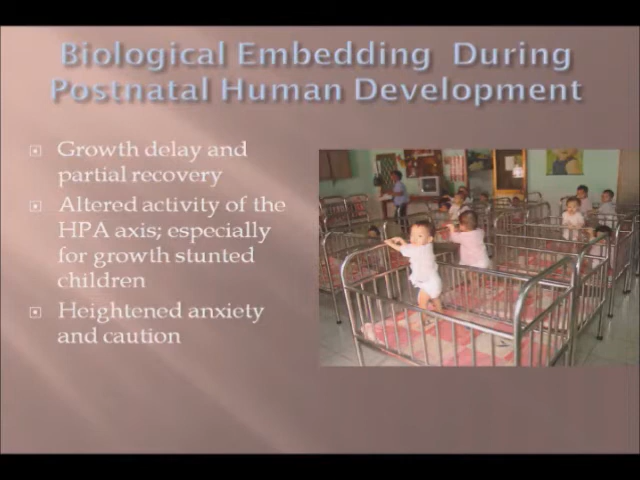 Biological Embedding During
Postnatal Human Development
Growth delay and
partial recovery
Altered activity of the
HPA axis; especially
for growth stunted
children
Heightened anxiety
and caution